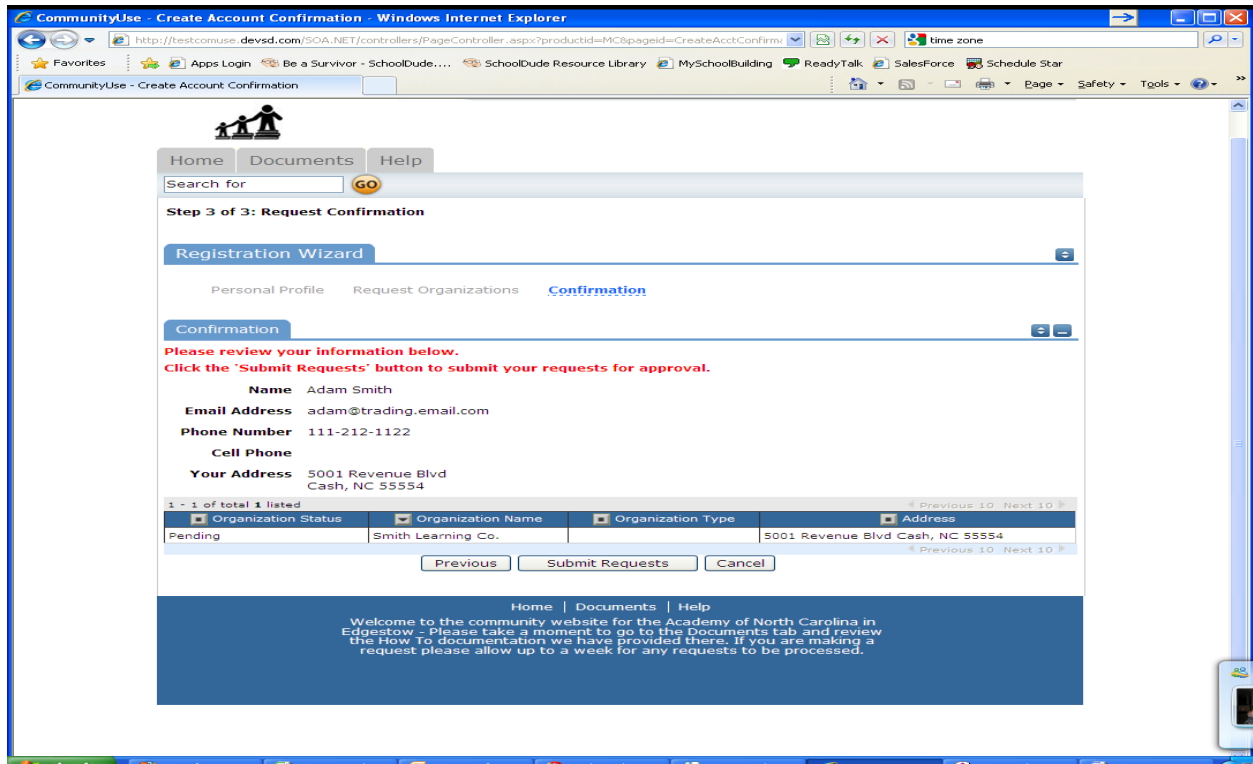 CommunityUse - Create Account Confirmation - Windows Internet Explorer
http://testcomuse.devsd.com/SOA.NET/controllers/PageController.aspx?productid=MC&pageid=CreateAcctConfirm
time zone
Favorites Apps Login Be a Survivor - SchoolDude.... SchoolDude Resource Library MySchoolBuilding ReadyTalk SalesForce Schedule Star
CommunityUse - Create Account Confirmation Page Safety Tools
Home Documents Help
Search for GO
Step 3 of 3: Request Confirmation
Registration Wizard
Personal Profile Request Organizations Confirmation
Confirmation
Please review your information below.
Click the 'Submit Requests' button to submit your requests for approval.
Name Adam Smith
Email Address adam@trading.email.com
Phone Number 111-212-1122
Cell Phone
Your Address 5001 Revenue Blvd
Cash, NC 55554
1 - 1 of total 1 listed Previous 10 Next 10
Organization Status Organization Name Organization Type Address
Pending Smith Learning Co. 5001 Revenue Blvd Cash, NC 55554
Previous 10 Next 10
Previous Submit Requests Cancel
Home | Documents | Help
Welcome to the community website for the Academy of North Carolina in
Edgestow - Please take a moment to go to the Documents tab and review
the How To documentation we have provided there. If you are making a
request please allow up to a week for any requests to be processed.